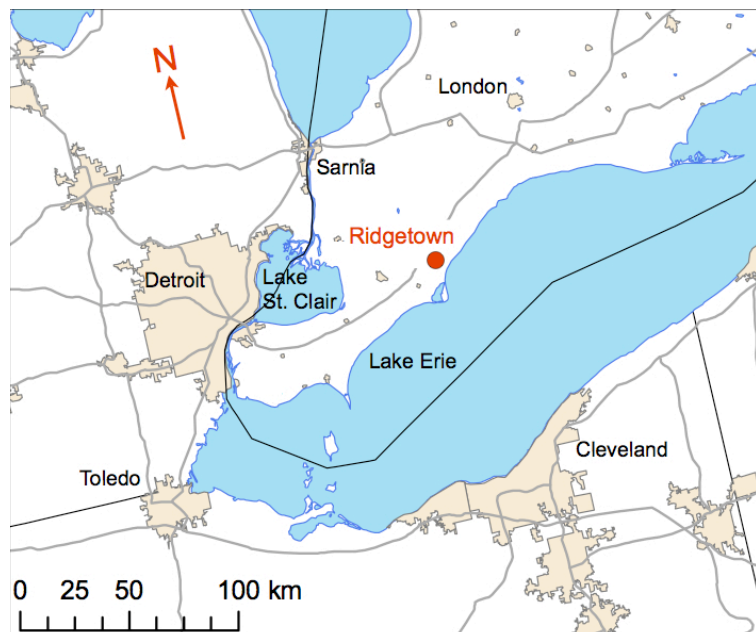 N
London
Sarnia
Ridgetown
Detroit
Lake
St. Clair
Lake Erie
Cleveland
Toledo
0 25 50 100 km